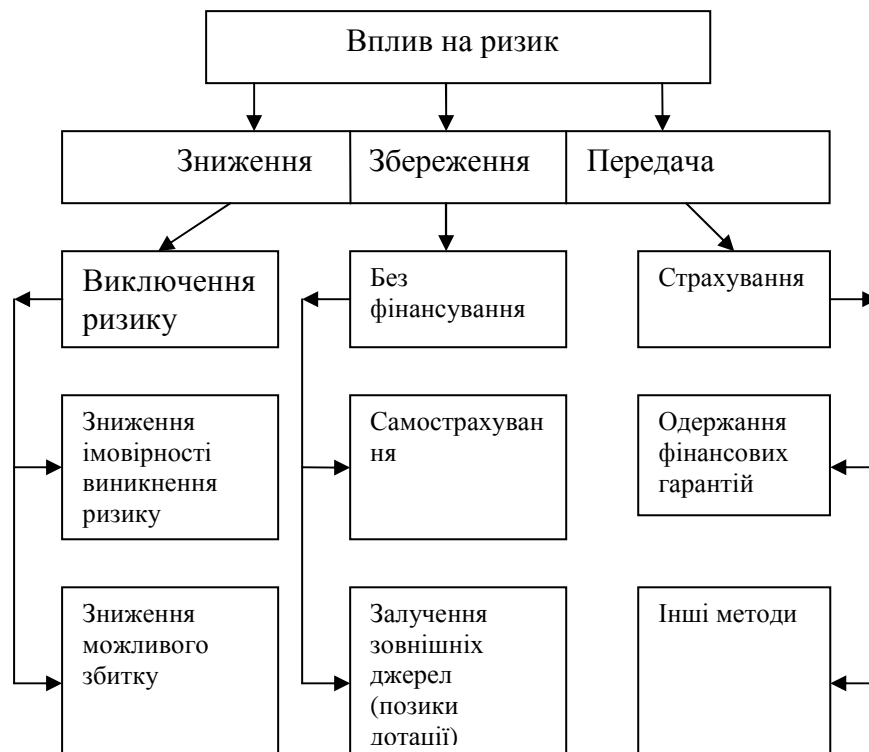 Вплив на ризик
Зниження
Збереження
Передача
Виключення
ризику
Без
фінансування
Страхування
Зниження
імовірності
виникнення
ризику
Самострахуван
ня
Одержання
фінансових
гарантій
Зниження
можливого
збитку
Залучення
зовнішніх
джерел
(позики
дотації)
Інші методи